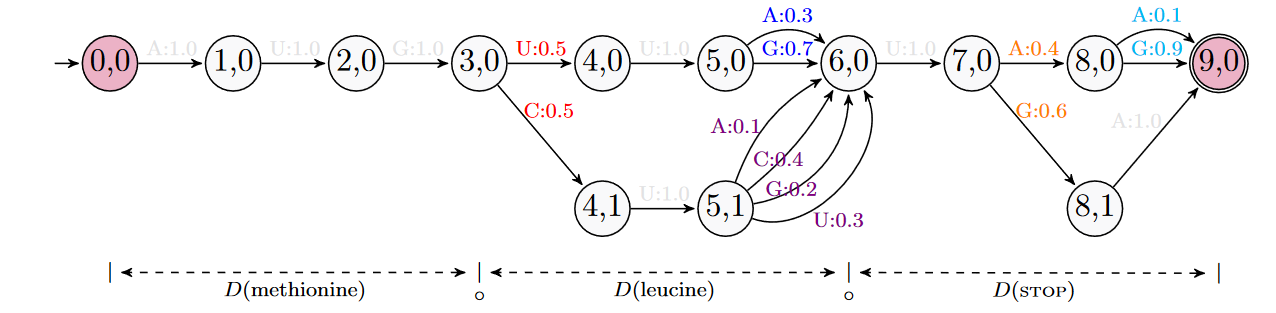 A:0.3
A:0.1
0,0 A:1.0 1,0 U:1.0 2,0 G:1.0 3,0 U:0.5 4,0 U:1.0 5,0 G:0.7 6,0 U:1.0 7,0 A:0.4 8,0 G:0.9 9,0
C:0.5 G:0.6
A:0.1 A:1.0
C:0.4
4,1 U:1.0 5,1 G:0.2 8,1
U:0.3
D(methionine) ○ D(leucine) ○ D(STOP)